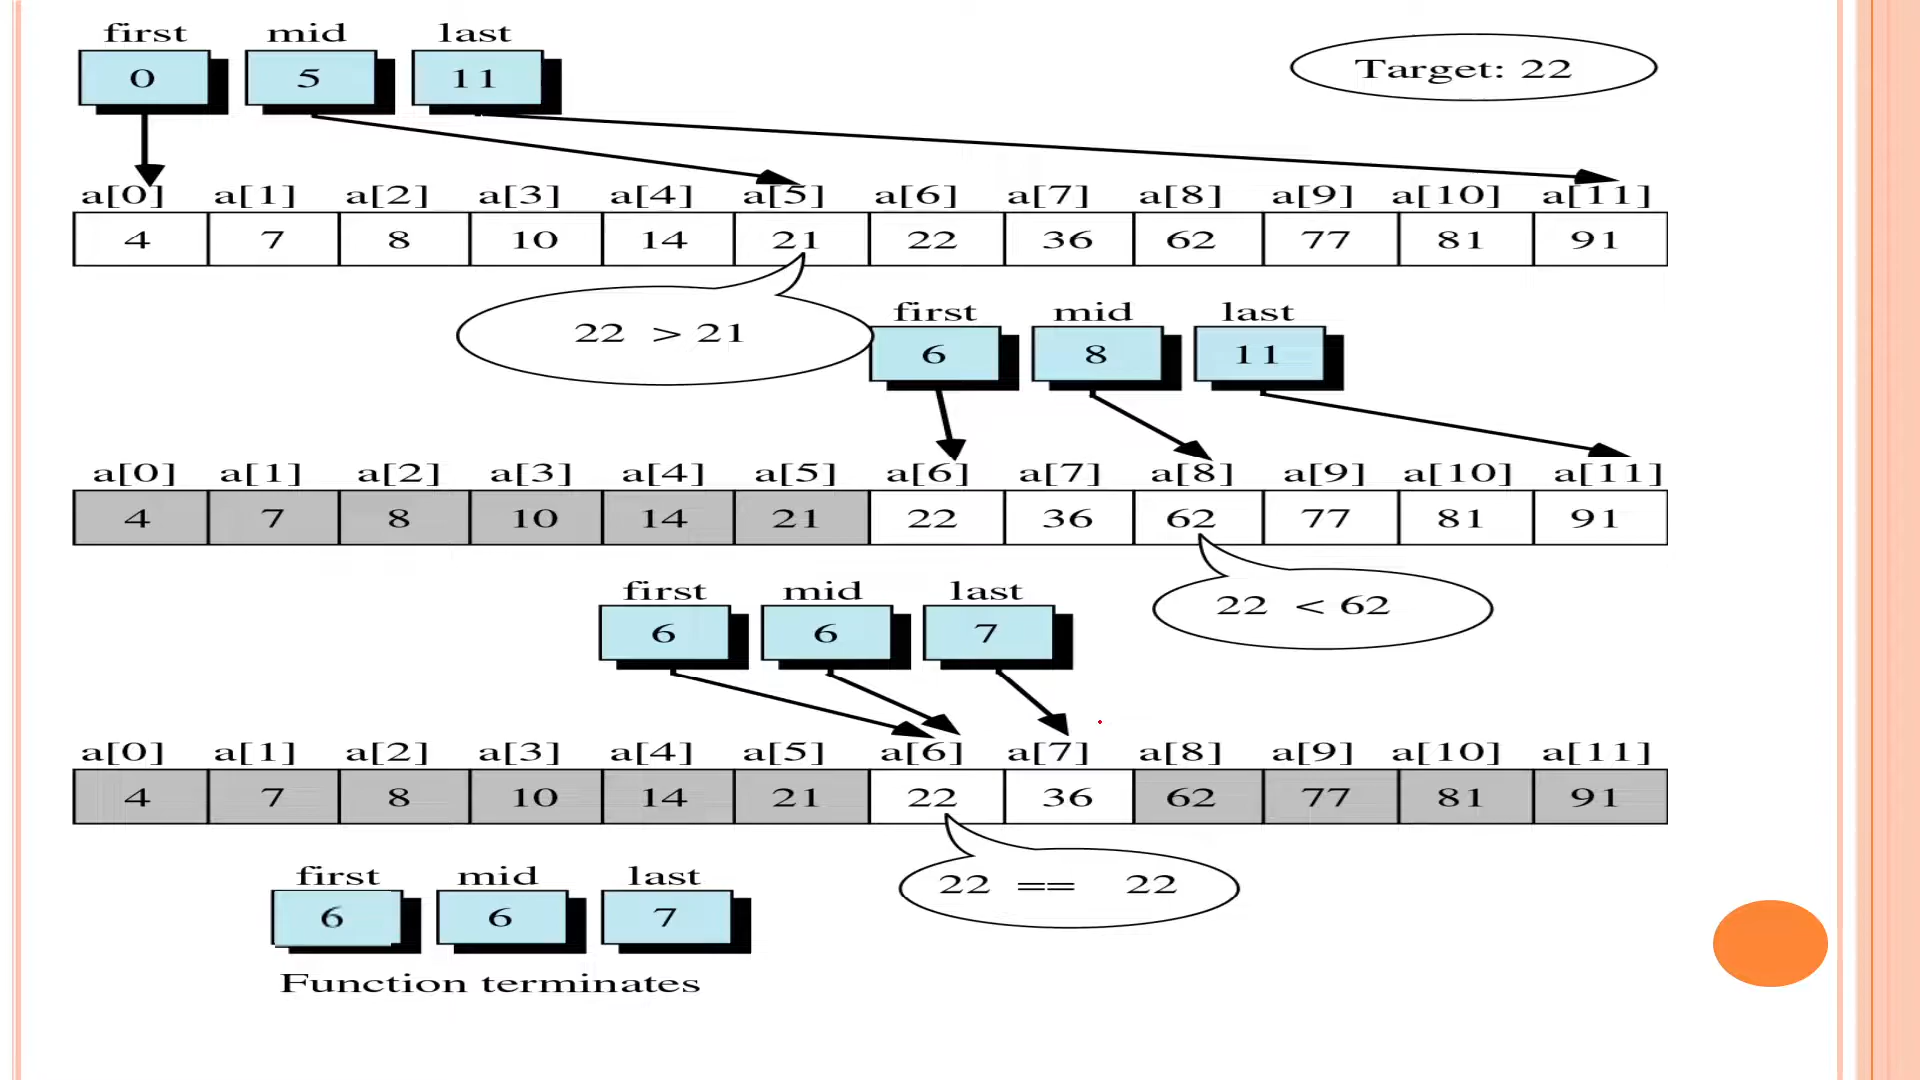 first mid last
0 5 11
Target: 22
a[0] a[1] a[2] a[3] a[4] a[5] a[6] a[7] a[8] a[9] a[10] a[11]
4 7 8 10 14 21 22 36 62 77 81 91
22 > 21
first mid last
6 8 11
a[0] a[1] a[2] a[3] a[4] a[5] a[6] a[7] a[8] a[9] a[10] a[11]
4 7 8 10 14 21 22 36 62 77 81 91
22 < 62
first mid last
6 6 7
a[0] a[1] a[2] a[3] a[4] a[5] a[6] a[7] a[8] a[9] a[10] a[11]
4 7 8 10 14 21 22 36 62 77 81 91
22 == 22
first mid last
6 6 7
Function terminates